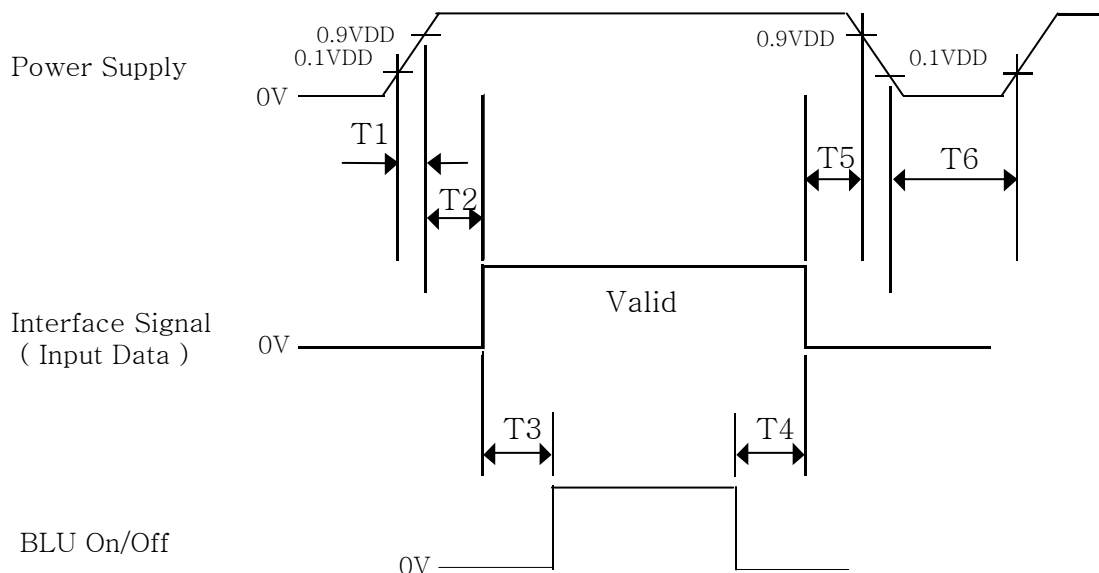 0.9VDD
0.1VDD
0.9VDD
0.1VDD
Power Supply
0V
T1
T2
T5
T6
Valid
Interface Signal
( Input Data )
0V
T3
T4
BLU On/Off
0V